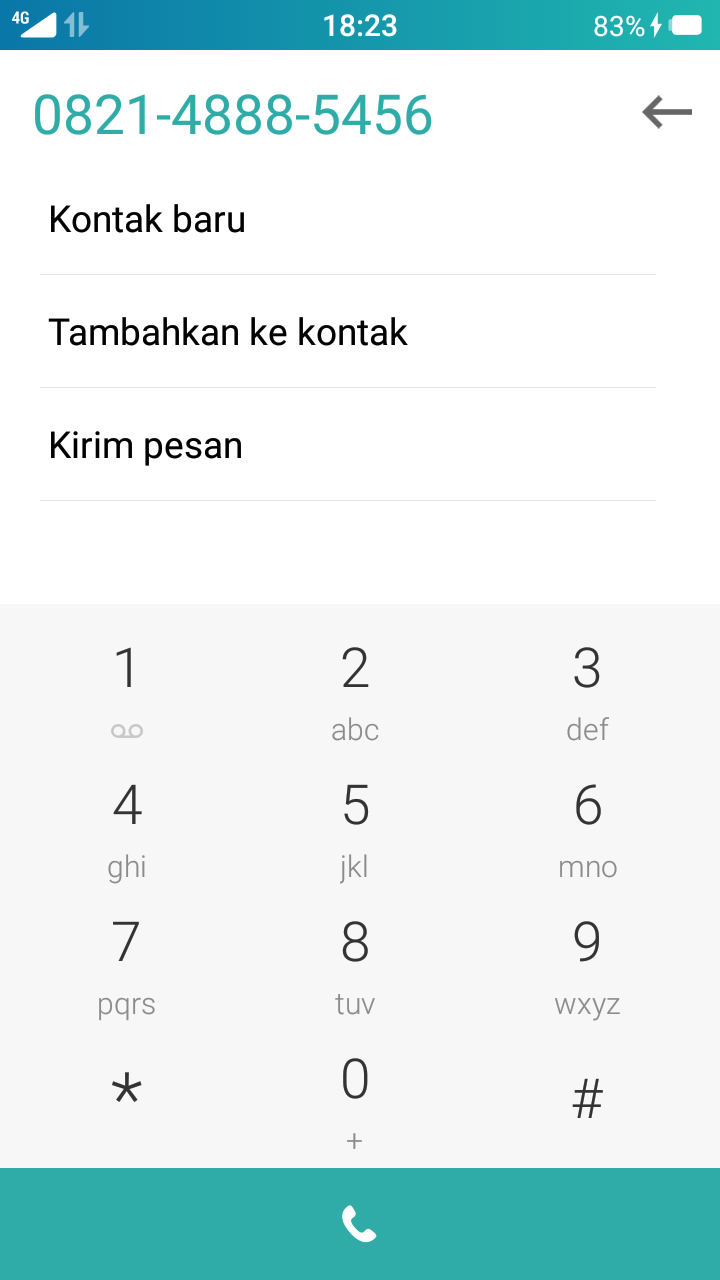 4G 18:23 83%
0821-4888-5456
Kontak baru
Tambahkan ke kontak
Kirim pesan
1 2 3
abc def
4 5 6
ghi jkl mno
7 8 9
pqrs tuv wxyz
* 0 #
+